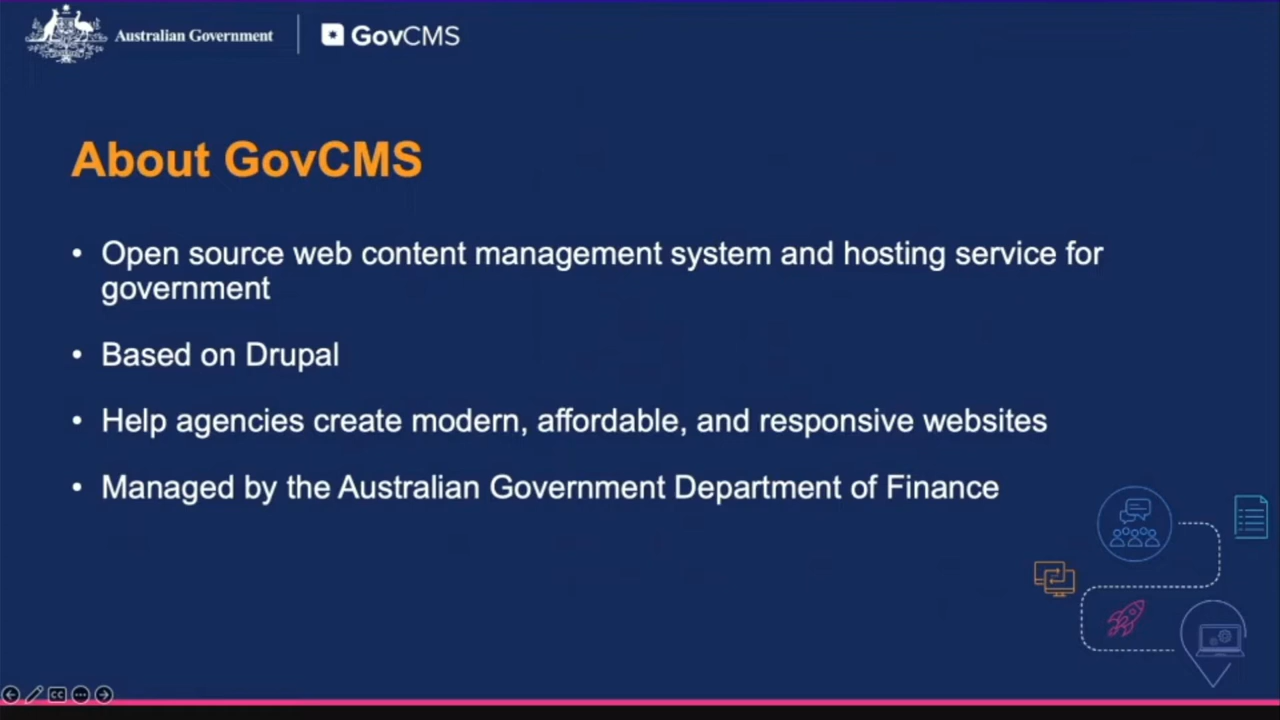 Australian Government
GovCMS
About GovCMS
• Open source web content management system and hosting service for
government
• Based on Drupal
• Help agencies create modern, affordable, and responsive websites
• Managed by the Australian Government Department of Finance
CC